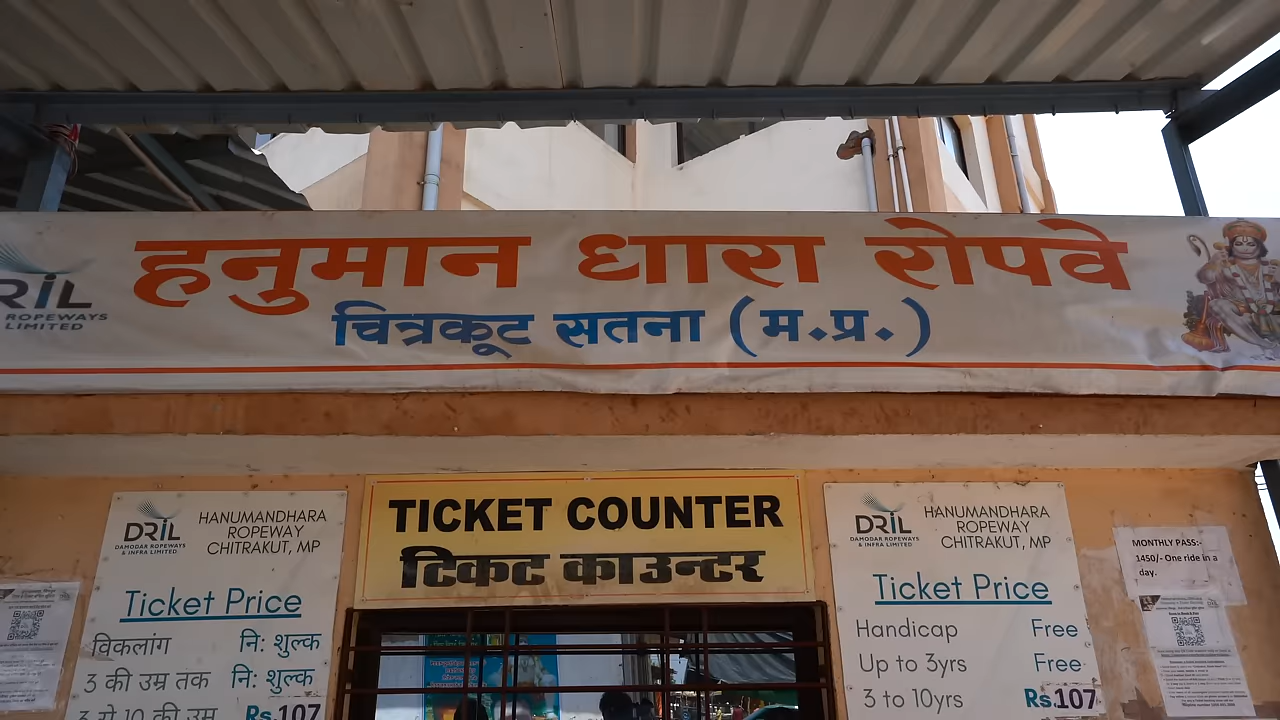 हनुमान धारा रोपवे
चित्रकूट सतना (म.प्र.)
RIL
ROPEWAYS
LIMITED
TICKET COUNTER
टिकट काउन्टर
DRIL
DAMODAR ROPEWAYS
& INFRA LIMITED
HANUMANDHARA
ROPEWAY
CHITRAKUT, MP
Ticket Price
विकलांग नि: शुल्क
3 की उम्र तक नि: शुल्क
3 से 10 की उम्र Rs.107
DRIL
DAMODAR ROPEWAYS
& INFRA LIMITED
HANUMANDHARA
ROPEWAY
CHITRAKUT, MP
Ticket Price
Handicap Free
Up to 3yrs Free
3 to 10yrs Rs.107
MONTHLY PASS:-
1450/- One ride in a
day.